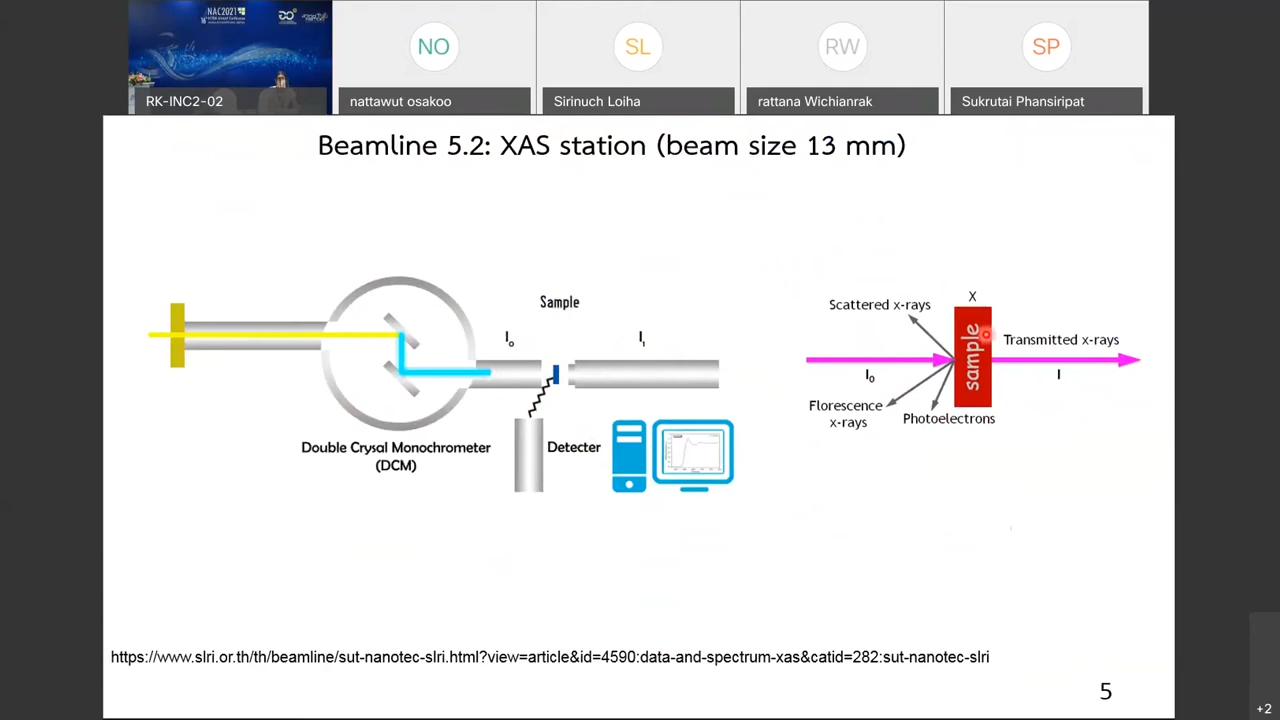 NAC2021
NO
SL
RW
SP
RK-INC2-02
nattawut osakoo
Sirinuch Loiha
rattana Wichianrak
Sukrutai Phansiripat
Beamline 5.2: XAS station (beam size 13 mm)
Sample
I₀
I₁
Double Crysal Monochrometer
(DCM)
Detecter
X
Scattered x-rays
sample
Transmitted x-rays
I₀
I
Florescence
x-rays
Photoelectrons
https://www.slri.or.th/th/beamline/sut-nanotec-slri.html?view=article&id=4590:data-and-spectrum-xas&catid=282:sut-nanotec-slri
5
+2